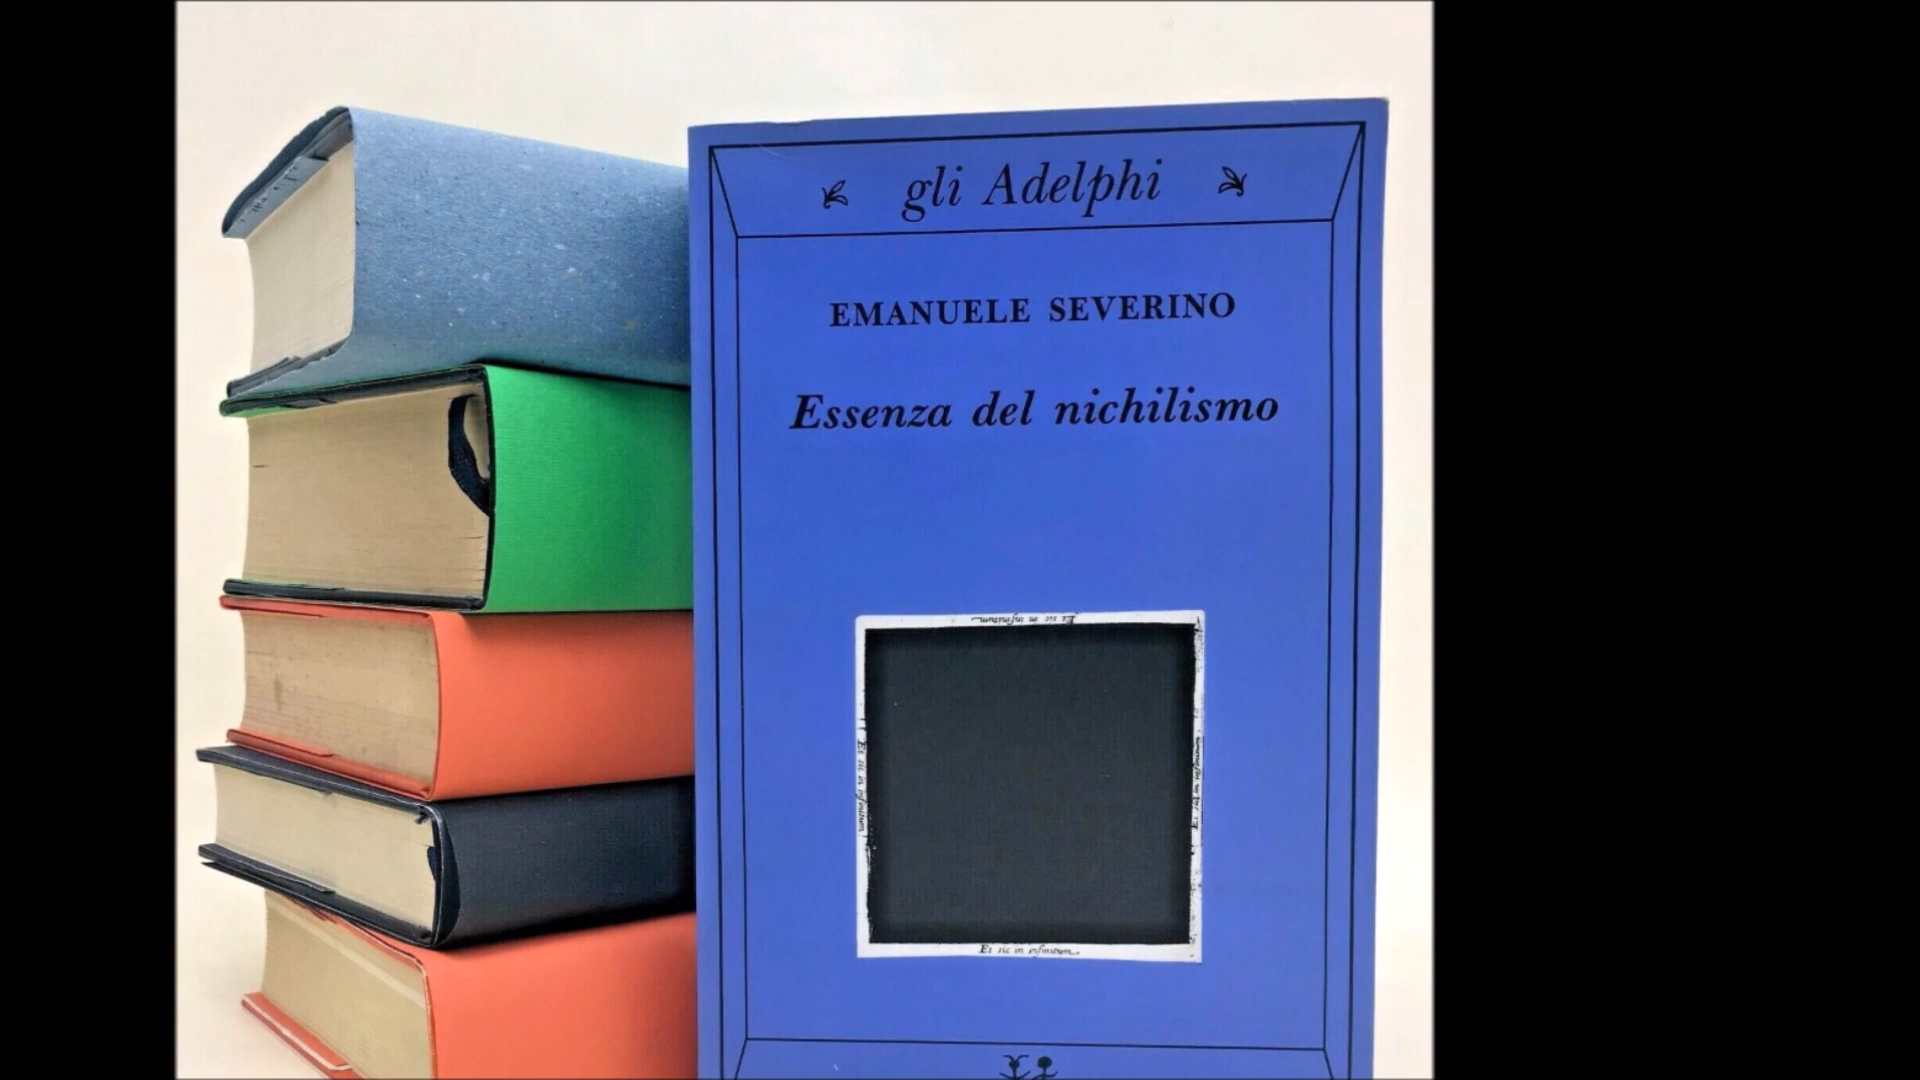 gli Adelphi
EMANUELE SEVERINO
Essenza del nichilismo
Et sic in infinitum
Et sic in infinitum
Et sic in infinitum
Et sic in infinitum